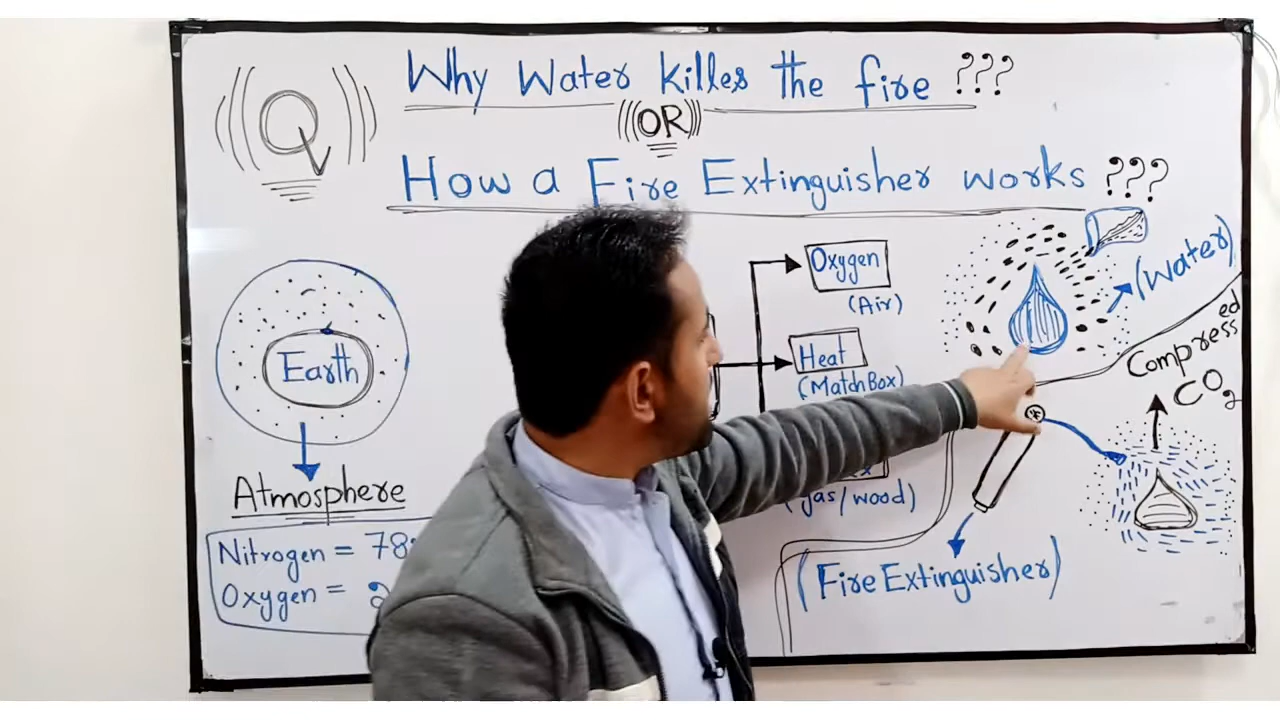 Q
Why Water Killes the fire ???
OR
How a Fire Extinguisher works ???
Earth
Atmosphere
Nitrogen = 78
Oxygen = 2
Oxygen
(Air)
Heat
(MatchBox)
gas/wood)
(Water)
Compressed
CO2
(Fire Extinguisher)